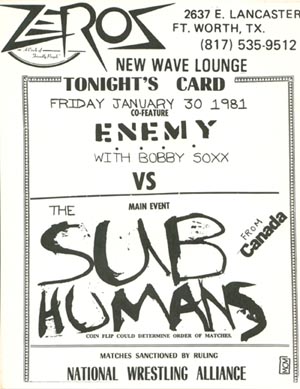 ZEROS
2637 E. LANCASTER
FT. WORTH, TX.
(817) 535-9512
NEW WAVE LOUNGE
TONIGHT'S CARD
FRIDAY JANUARY 30 1981
CO-FEATURE
ENEMY
WITH BOBBY SOXX
VS
THE
MAIN EVENT
SUB
HUMANS
FROM
Canada
COIN FLIP COULD DETERMINE ORDER OF MATCHES.
MATCHES SANCTIONED BY RULING
NATIONAL WRESTLING ALLIANCE